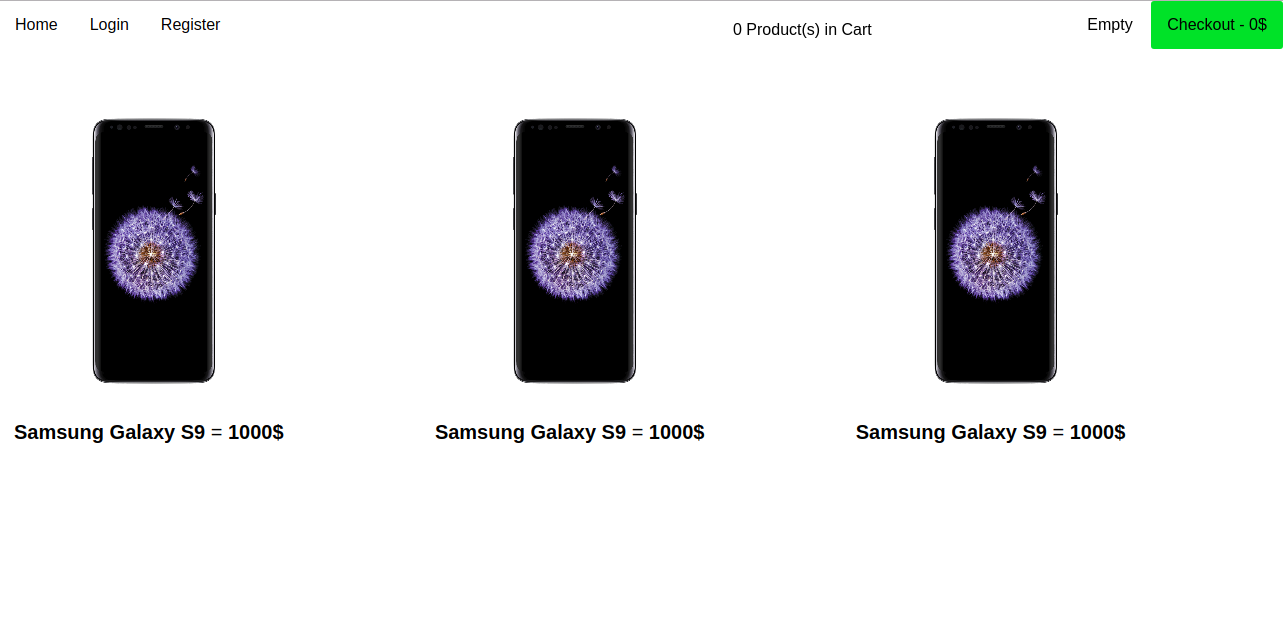 Home Login Register 0 Product(s) in Cart Empty Checkout - 0$
Samsung Galaxy S9 = 1000$ Samsung Galaxy S9 = 1000$ Samsung Galaxy S9 = 1000$